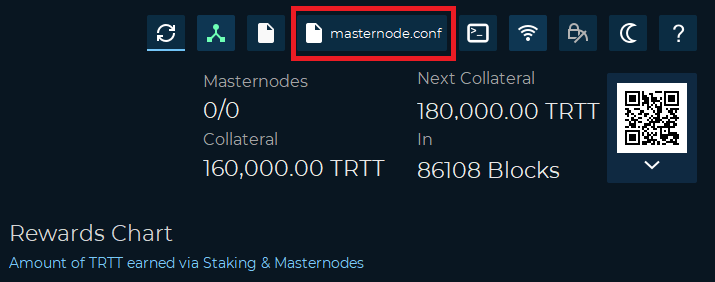 masternode.conf
?
Masternodes
0/0
Collateral
160,000.00 TRTT
Next Collateral
180,000.00 TRTT
In
86108 Blocks
Rewards Chart
Amount of TRTT earned via Staking & Masternodes